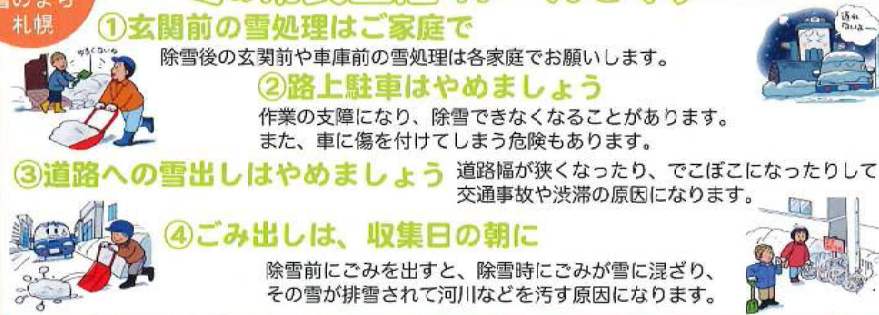 札幌
①玄関前の雪処理はご家庭で
除雪後の玄関前や車庫前の雪処理は各家庭でお願いします。
②路上駐車はやめましょう
作業の支障になり、除雪できなくなることがあります。
また、車に傷を付けてしまう危険もあります。
③道路への雪出しはやめましょう
道路幅が狭くなったり、でこぼこになったりして
交通事故や渋滞の原因になります。
④ごみ出しは、収集日の朝に
除雪前にごみを出すと、除雪時にごみが雪に混ざり、
その雪が排雪されて河川などを汚す原因になります。